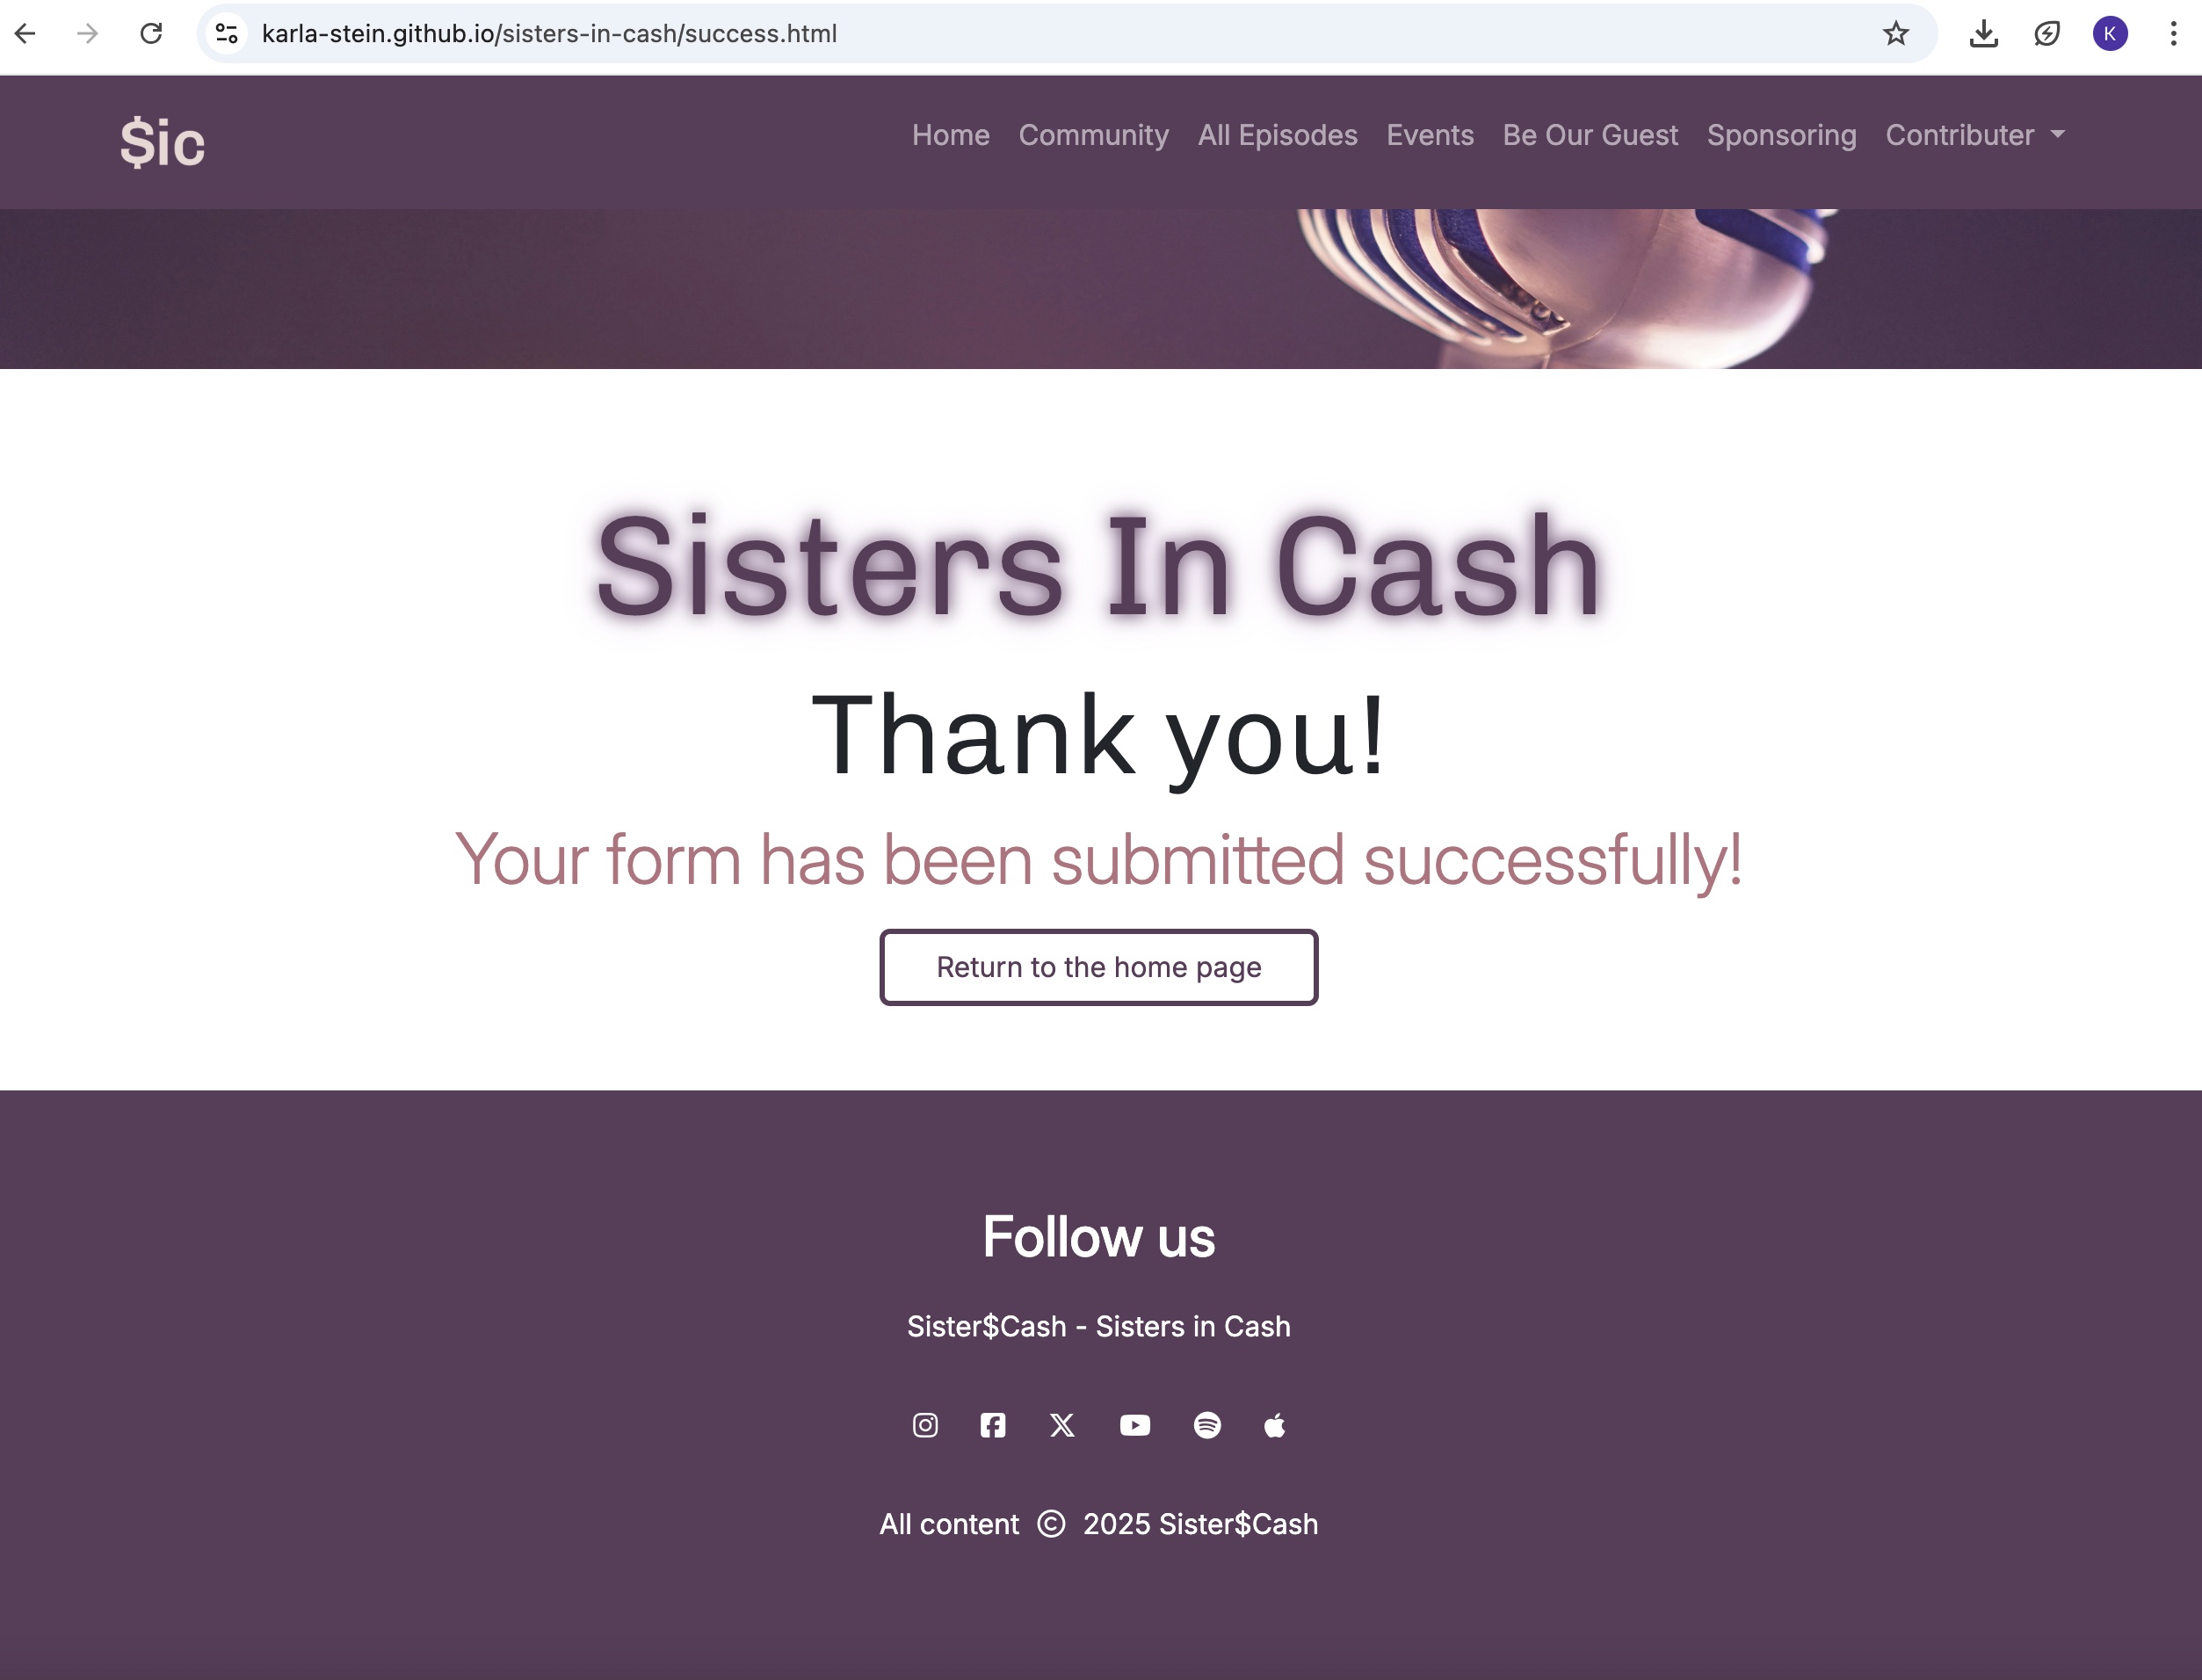 karla-stein.github.io/sisters-in-cash/success.html
K
$ic
Home Community All Episodes Events Be Our Guest Sponsoring Contributer
Sisters In Cash
Thank you!
Your form has been submitted successfully!
Return to the home page
Follow us
Sister$Cash - Sisters in Cash
All content © 2025 Sister$Cash